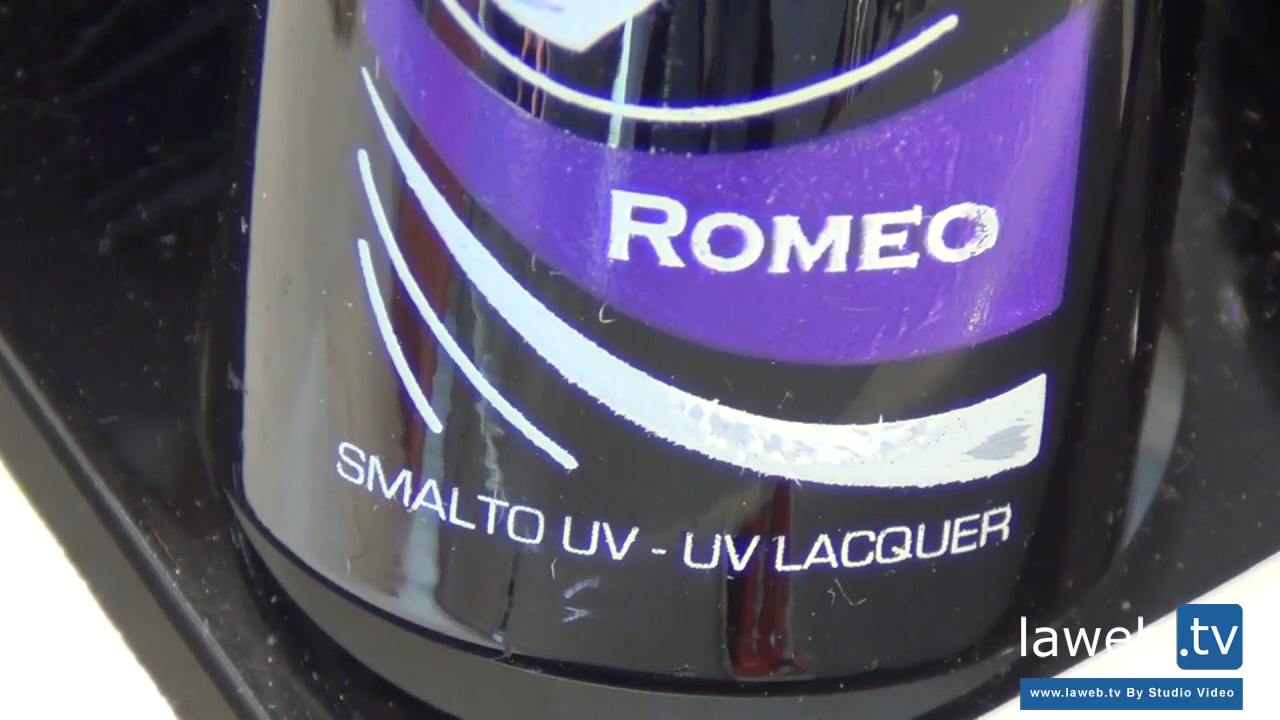 ROMEO
SMALTO UV - UV LACQUER
laweb.tv
www.laweb.tv By Studio Video